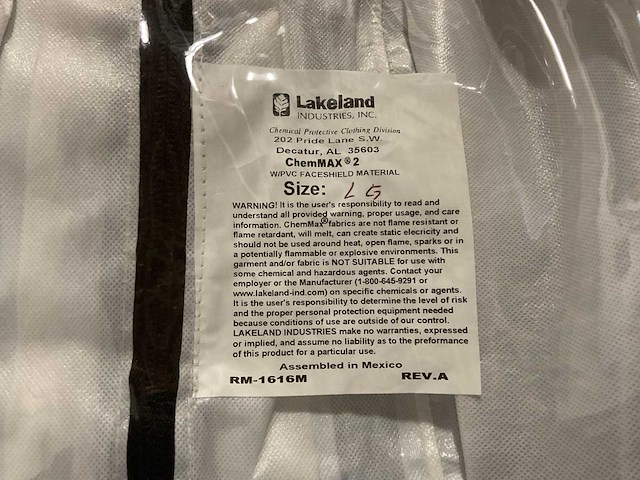 Lakeland
INDUSTRIES, INC.
Chemical Protective Clothing Division
202 Pride Lane S.W.
Decatur, AL 35603
ChemMAX® 2
W/PVC FACESHIELD MATERIAL
Size: LG
WARNING! It is the user's responsibility to read and
understand all provided warning, proper usage, and care
information. ChemMax® fabrics are not flame resistant or
flame retardant, will melt, can create static elecricity and
should not be used around heat, open flame, sparks or in
a potentially flammable or explosive environments. This
garment and/or fabric is NOT SUITABLE for use with
some chemical and hazardous agents. Contact your
employer or the Manufacturer (1-800-645-9291 or
www.lakeland-ind.com) on specific chemicals or agents.
It is the user's responsibility to determine the level of risk
and the proper personal protection equipment needed
because conditions of use are outside of our control.
LAKELAND INDUSTRIES make no warranties, expressed
or implied, and assume no liability as to the preformance
of this product for a particular use.
Assembled in Mexico
RM-1616M REV.A